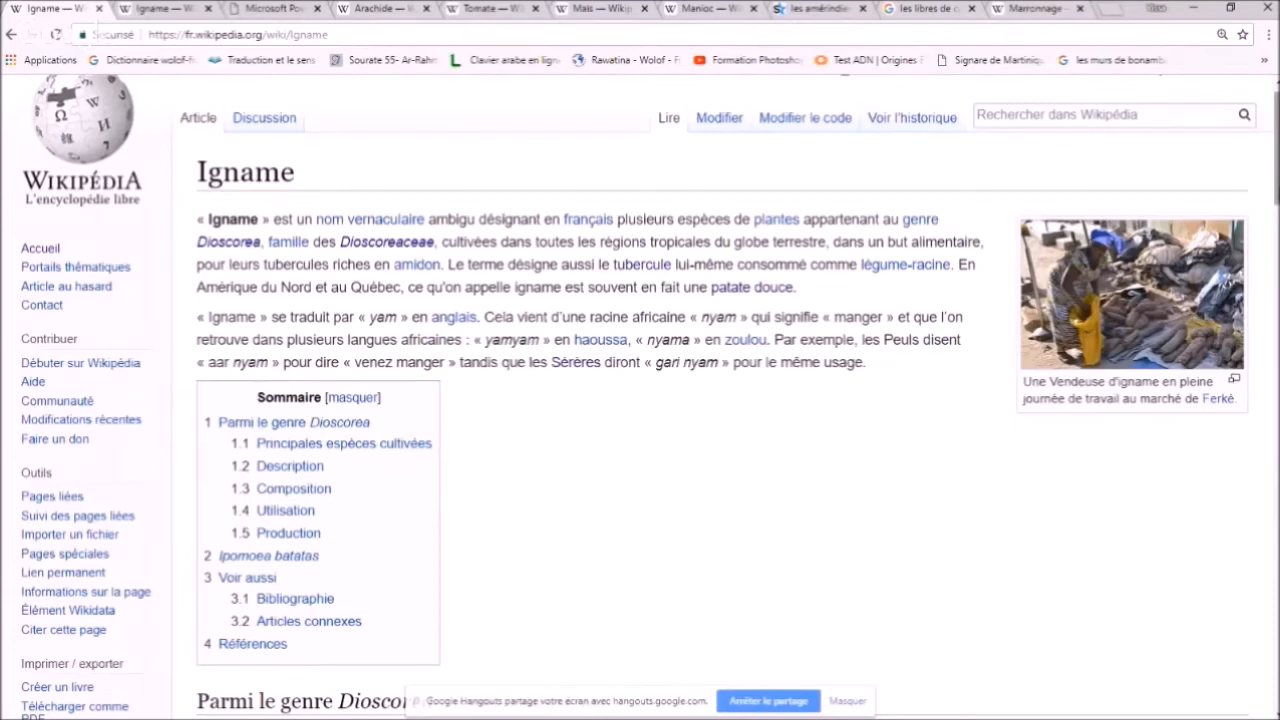 Igname — W
Igname — Wi
Microsoft Po
Arachide — W
Tomate — Wi
Maïs — Wikip
Manioc — Wi
les amérindie
les libres de c
Marronnage -
Sécurisé https://fr.wikipedia.org/wiki/Igname
Applications
Dictionnaire wolof-f
Traduction et le sens
Sourate 55- Ar-Rahm
Clavier arabe en lign
Rawatina - Wolof - F
Formation Photosho
Test ADN | Origines
Signare de Martiniq
les murs de bonamb
»
WIKIPÉDIA
L'encyclopédie libre
Accueil
Portails thématiques
Article au hasard
Contact
Contribuer
Débuter sur Wikipédia
Aide
Communauté
Modifications récentes
Faire un don
Outils
Pages liées
Suivi des pages liées
Importer un fichier
Pages spéciales
Lien permanent
Informations sur la page
Élément Wikidata
Citer cette page
Imprimer / exporter
Créer un livre
Télécharger comme
PDF
Article Discussion
Lire Modifier Modifier le code Voir l'historique
Rechercher dans Wikipédia
Igname
« Igname » est un nom vernaculaire ambigu désignant en français plusieurs espèces de plantes appartenant au genre
Dioscorea, famille des Dioscoreaceae, cultivées dans toutes les régions tropicales du globe terrestre, dans un but alimentaire,
pour leurs tubercules riches en amidon. Le terme désigne aussi le tubercule lui-même consommé comme légume-racine. En
Amérique du Nord et au Québec, ce qu'on appelle igname est souvent en fait une patate douce.
« Igname » se traduit par « yam » en anglais. Cela vient d'une racine africaine « nyam » qui signifie « manger » et que l'on
retrouve dans plusieurs langues africaines : « yamyam » en haoussa, « nyama » en zoulou. Par exemple, les Peuls disent
« aar nyam » pour dire « venez manger » tandis que les Sérères diront « gari nyam » pour le même usage.
Une Vendeuse d'igname en pleine
journée de travail au marché de Ferké.
Sommaire [masquer]
1 Parmi le genre Dioscorea
1.1 Principales espèces cultivées
1.2 Description
1.3 Composition
1.4 Utilisation
1.5 Production
2 Ipomoea batatas
3 Voir aussi
3.1 Bibliographie
3.2 Articles connexes
4 Références
Parmi le genre Diosco
Google Hangouts partage votre écran avec hangouts.google.com.
Arrêter le partage
Masquer